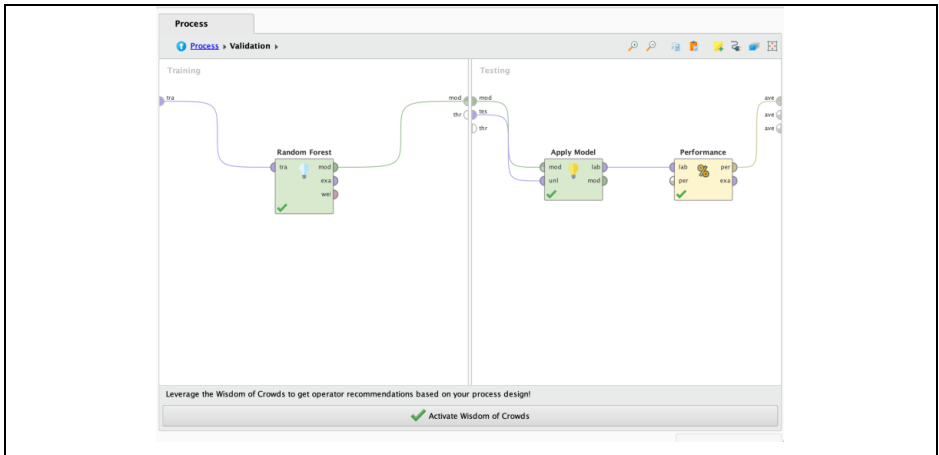 Process
Process ▸ Validation ▸
Training
Testing
tra
mod
thr
mod
tes
thr
ave
ave
ave
Random Forest
tra
mod
exa
wei
Apply Model
mod
lab
unl
mod
Performance
lab
per
per
exa
Leverage the Wisdom of Crowds to get operator recommendations based on your process design!
Activate Wisdom of Crowds